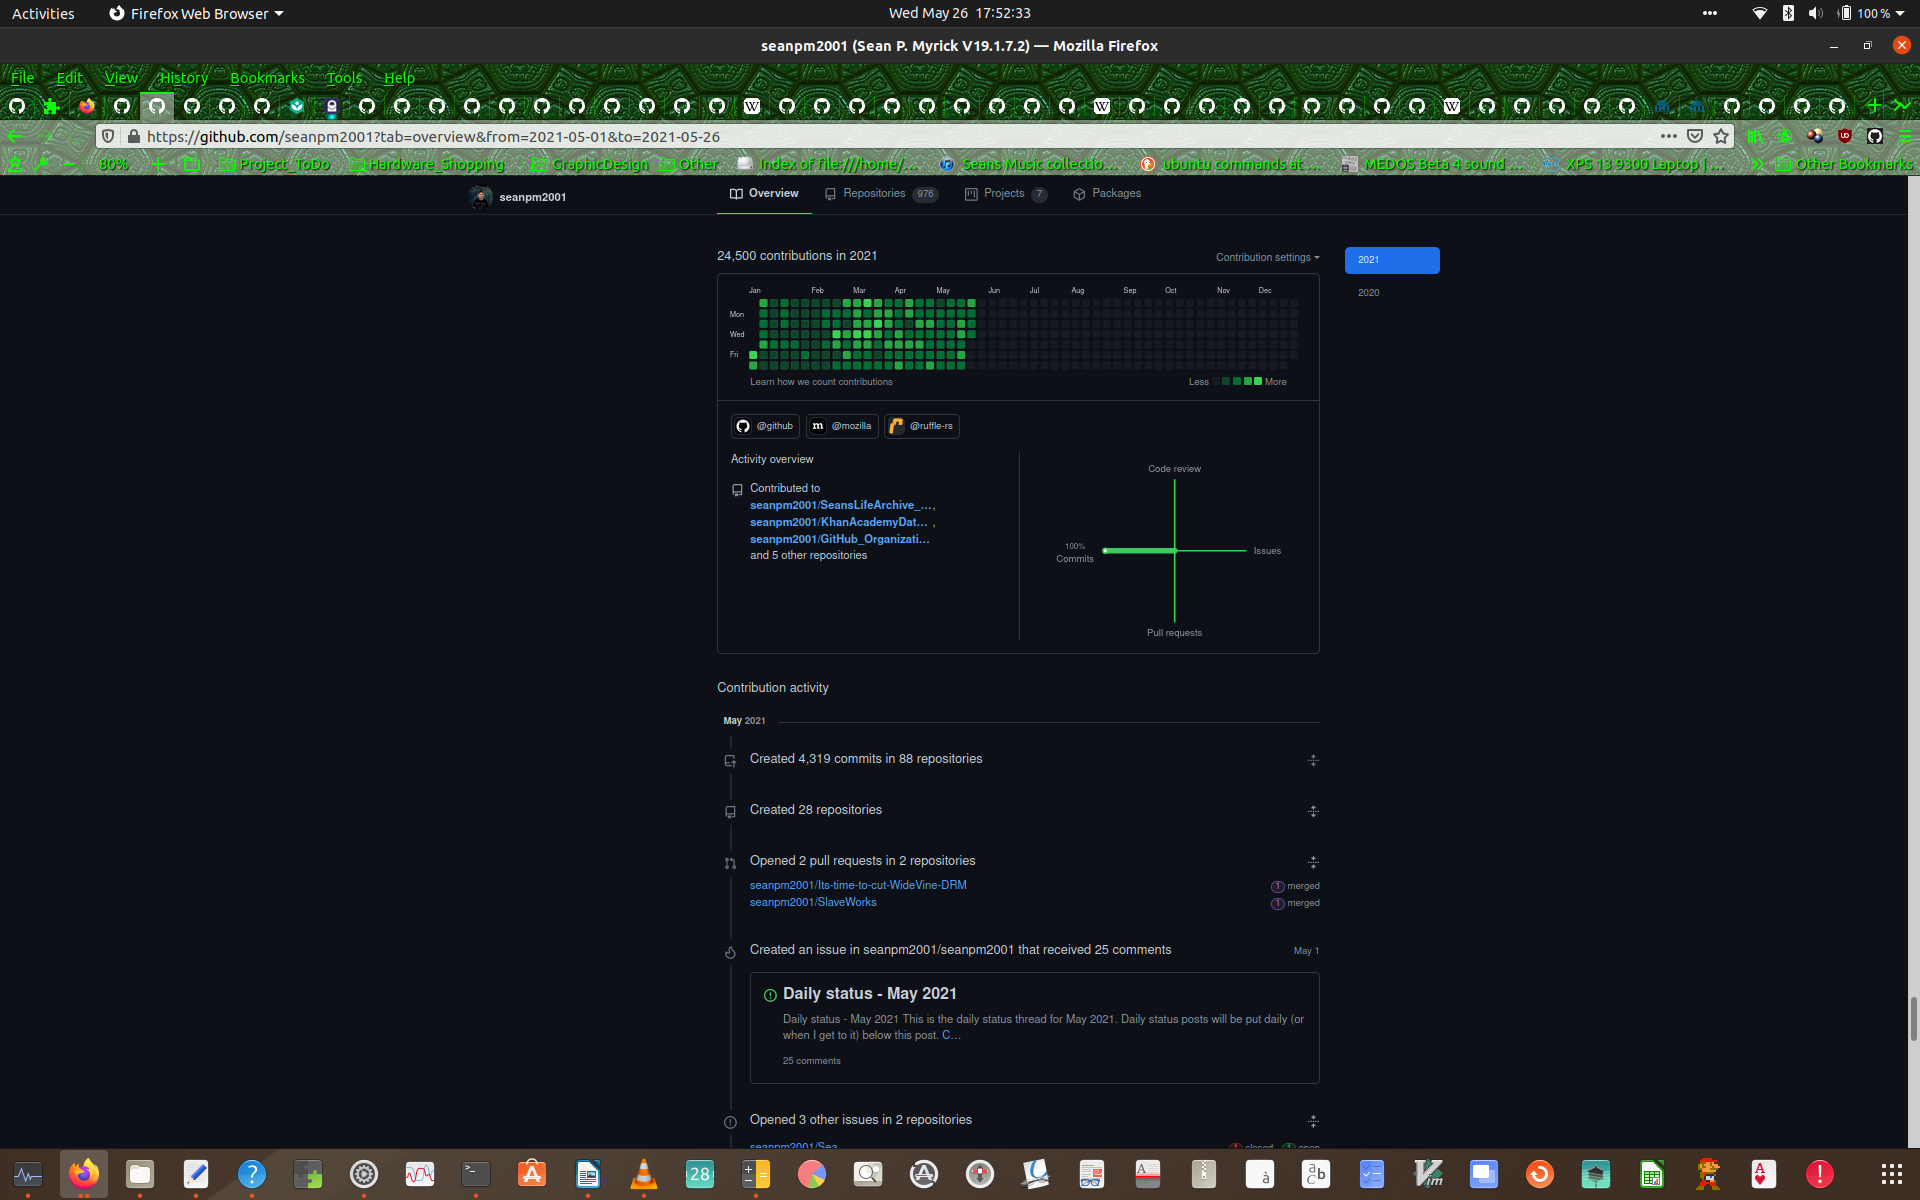 Activities Firefox Web Browser Wed May 26 17:52:33 100 %
seanpm2001 (Sean P. Myrick V19.1.7.2) — Mozilla Firefox
File Edit View History Bookmarks Tools Help
https://github.com/seanpm2001?tab=overview&from=2021-05-01&to=2021-05-26
80% Project_ToDo Hardware_Shopping GraphicDesign Other Index of file:///home/… Seans Music collectio… ubuntu commands at … MEDOS Beta 4 sound … XPS 13 9300 Laptop | … Other Bookmarks
seanpm2001 Overview Repositories 976 Projects 7 Packages
24,500 contributions in 2021 Contribution settings 2021
2020
Jan Feb Mar Apr May Jun Jul Aug Sep Oct Nov Dec
Mon
Wed
Fri
Learn how we count contributions Less More
@github @mozilla @ruffle-rs
Activity overview
Contributed to
seanpm2001/SeansLifeArchive_…,
seanpm2001/KhanAcademyDat… ,
seanpm2001/GitHub_Organizati…
and 5 other repositories
Code review
100%
Commits
Issues
Pull requests
Contribution activity
May 2021
Created 4,319 commits in 88 repositories
Created 28 repositories
Opened 2 pull requests in 2 repositories
seanpm2001/Its-time-to-cut-WideVine-DRM 1 merged
seanpm2001/SlaveWorks 1 merged
Created an issue in seanpm2001/seanpm2001 that received 25 comments May 1
Daily status - May 2021
Daily status - May 2021 This is the daily status thread for May 2021. Daily status posts will be put daily (or
when I get to it) below this post. C…
25 comments
Opened 3 other issues in 2 repositories
seanpm2001/Sea 1 closed 1 open
28